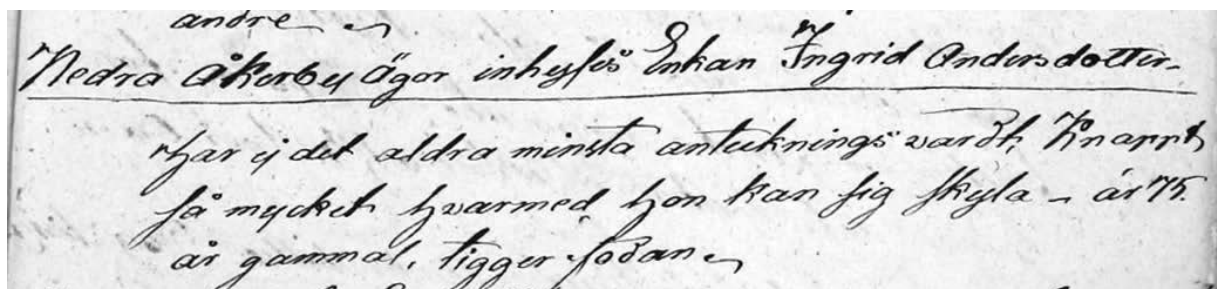 andre
Nedra Åkerby Ägor inhyses Enkan Ingrid Andersdotter
Har ej det aldra minsta anteckningsvärdt, Knappt
så mycket hvarmed hon kan sig skyla - är 75.
år gammal, tigger födan